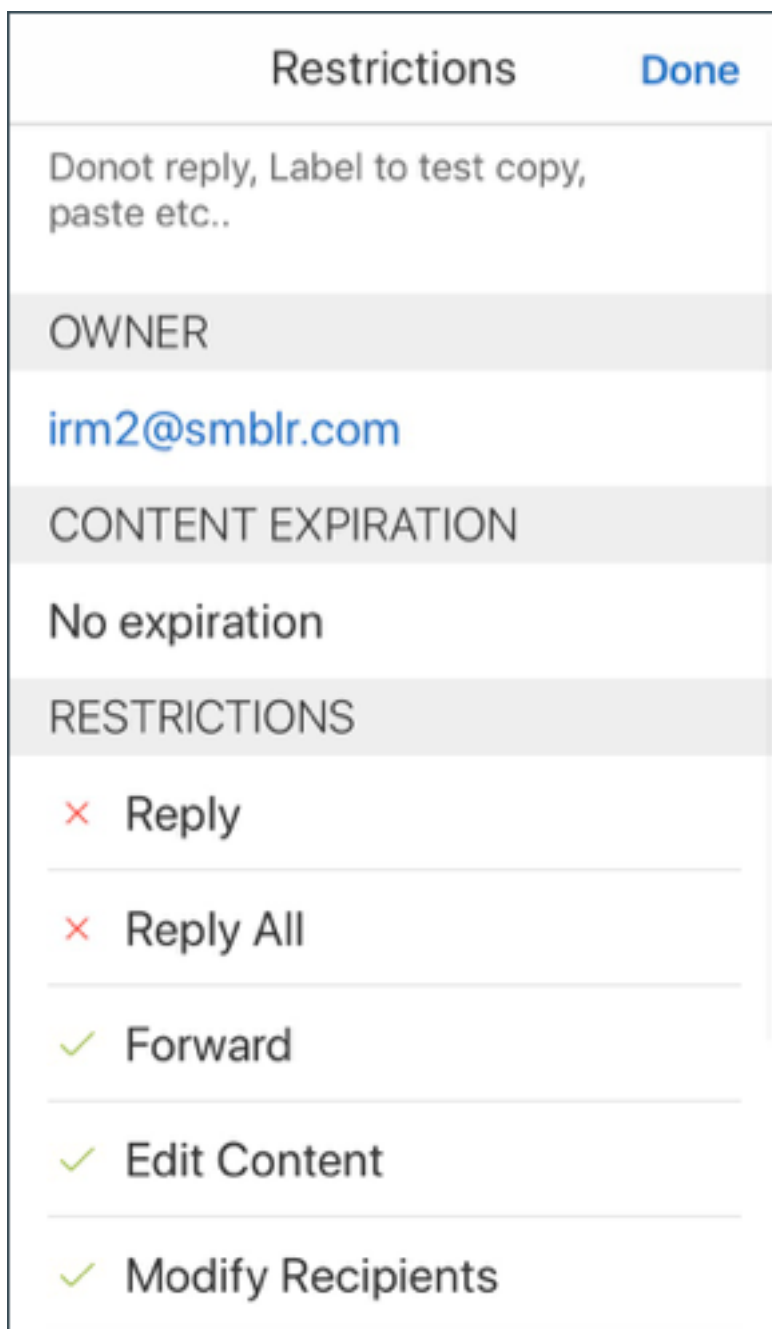 Restrictions Done
Donot reply, Label to test copy,
paste etc..
OWNER
irm2@smblr.com
CONTENT EXPIRATION
No expiration
RESTRICTIONS
Reply
Reply All
Forward
Edit Content
Modify Recipients